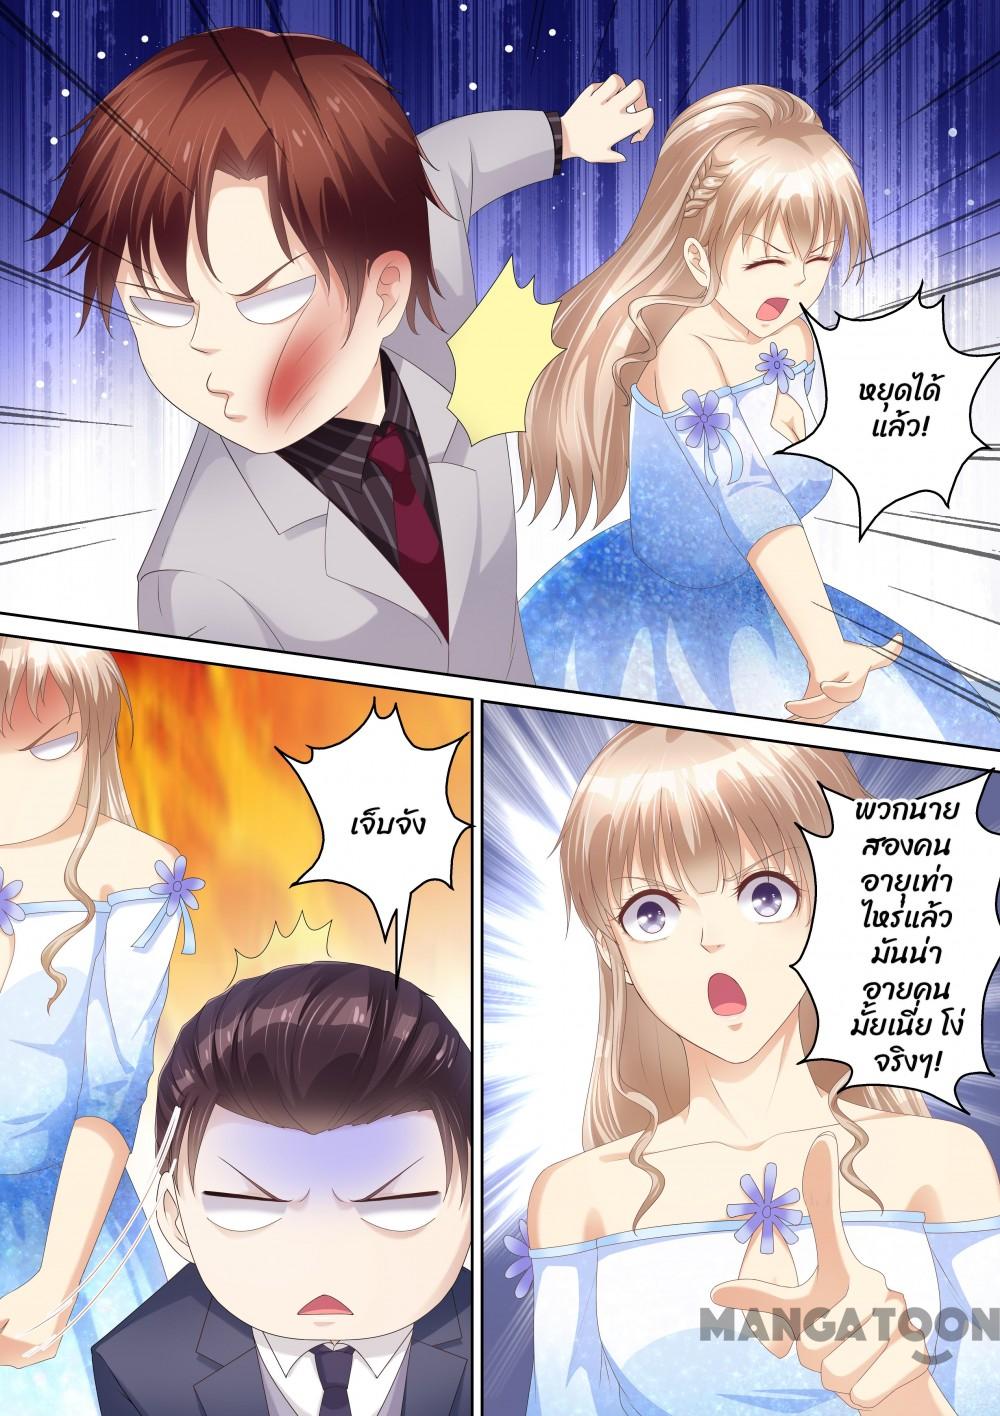 หยุดได้
แล้ว!
เจ็บจัง
พวกนาย
สองคน
อายุเท่า
ไหร่แล้ว
มันน่า
อายคน
มั้ยเนี่ย โง่
จริงๆ!
MANGATOON